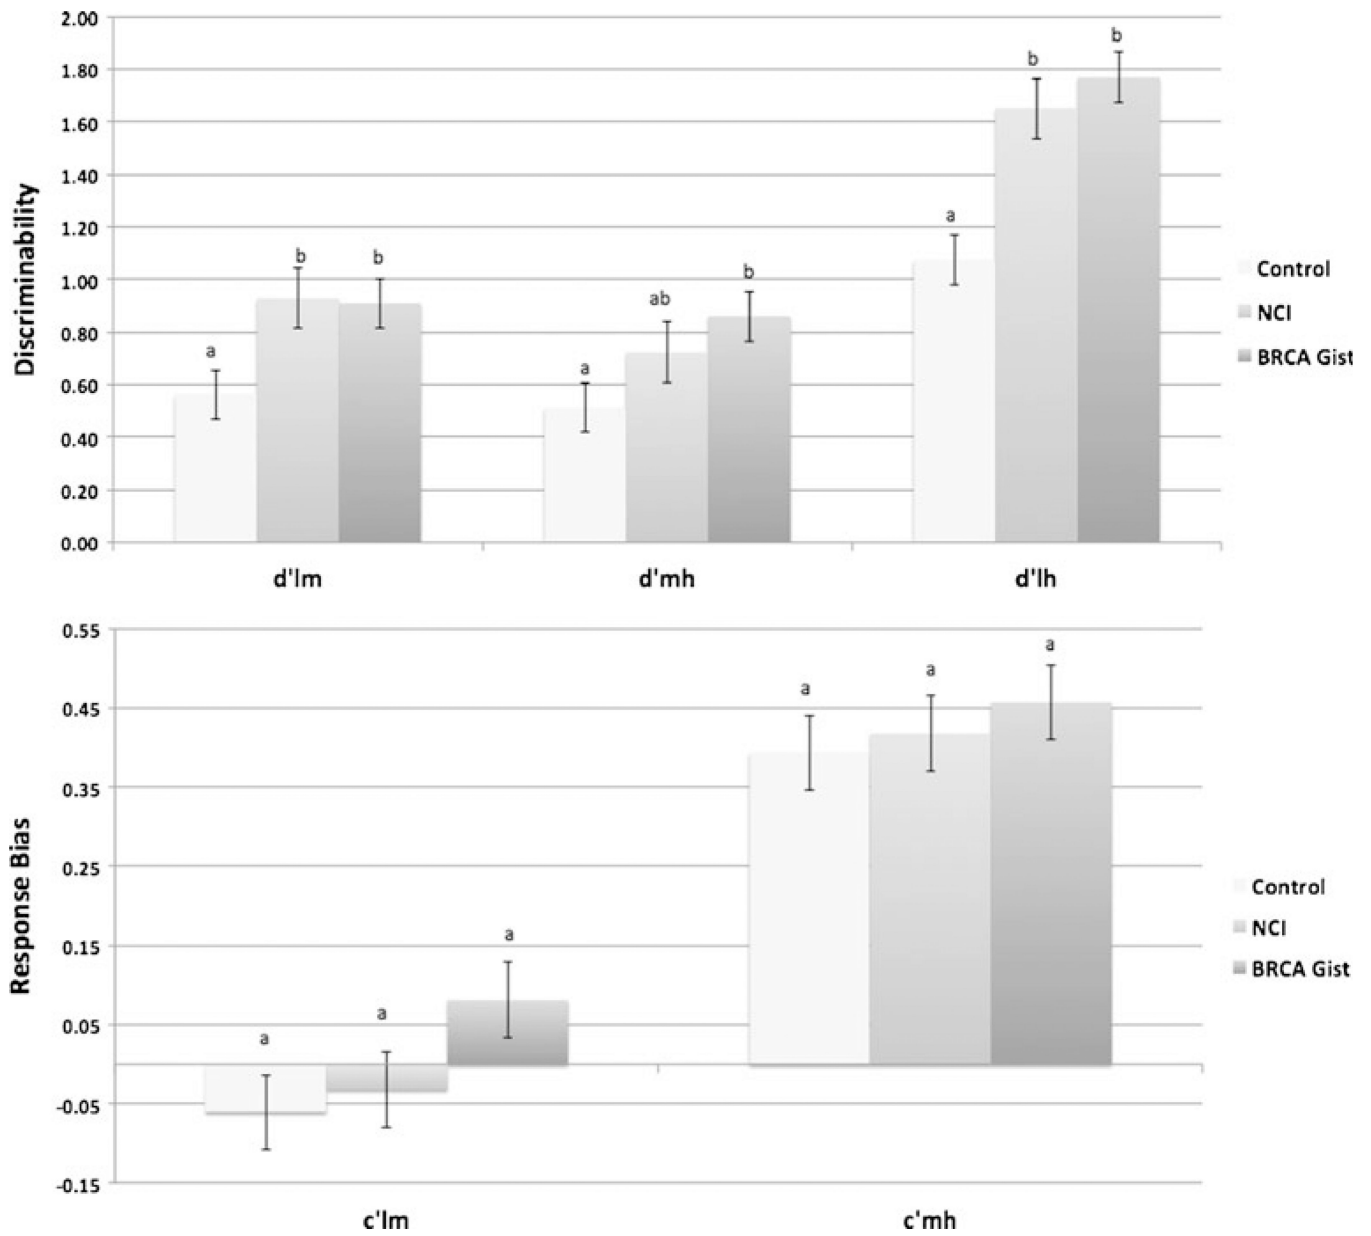 2.00
b
b
1.80
1.60
1.40
a
1.20
b
b
b
1.00
ab
0.80
a
a
0.60
0.40
0.20
0.00
Discriminability
Control
NCI
BRCA Gist
d'lm
d'mh
d'lh
0.55
a
a
a
0.45
0.35
0.25
0.15
a
a
a
0.05
-0.05
-0.15
Response Bias
Control
NCI
BRCA Gist
c'lm
c'mh